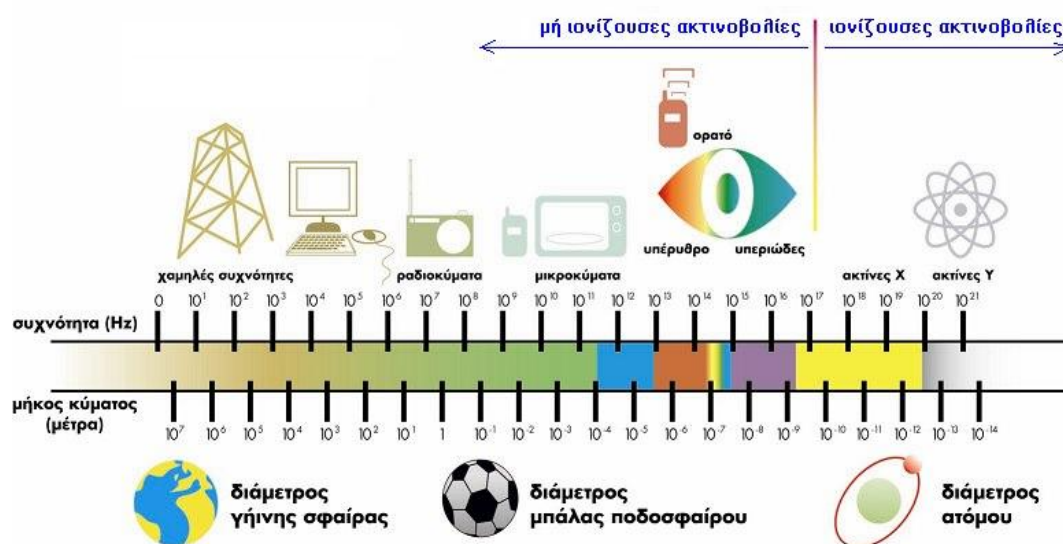 μή ιονίζουσες ακτινοβολίες ιονίζουσες ακτινοβολίες
ορατό
υπέρυθρο υπεριώδες
χαμηλές συχνότητες ραδιοκύματα μικροκύματα ακτίνες Χ ακτίνες Υ
0 10¹ 10² 10³ 10⁴ 10⁵ 10⁶ 10⁷ 10⁸ 10⁹ 10¹⁰ 10¹¹ 10¹² 10¹³ 10¹⁴ 10¹⁵ 10¹⁶ 10¹⁷ 10¹⁸ 10¹⁹ 10²⁰ 10²¹
συχνότητα (Hz)
μήκος κύματος
(μέτρα)
10⁷ 10⁶ 10⁵ 10⁴ 10³ 10² 10¹ 1 10⁻¹ 10⁻² 10⁻³ 10⁻⁴ 10⁻⁵ 10⁻⁶ 10⁻⁷ 10⁻⁸ 10⁻⁹ 10⁻¹⁰ 10⁻¹¹ 10⁻¹² 10⁻¹³ 10⁻¹⁴
διάμετρος διάμετρος διάμετρος
γήινης σφαίρας μπάλας ποδοσφαίρου ατόμου